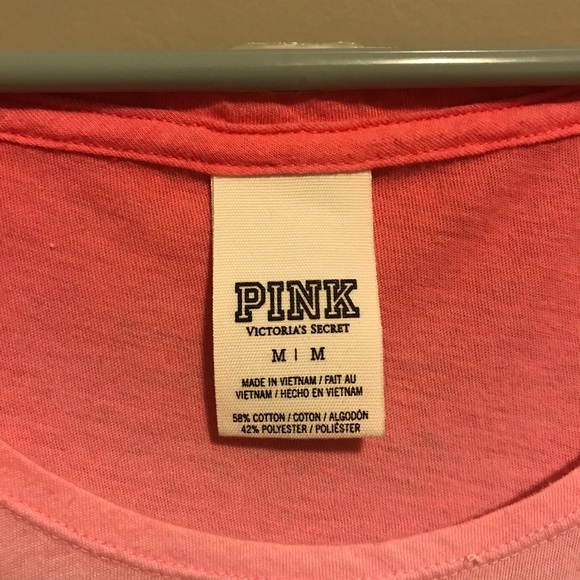 PINK
VICTORIA'S SECRET
M | M
MADE IN VIETNAM / FAIT AU
VIETNAM / HECHO EN VIETNAM
58% COTTON / COTON / ALGODÓN
42% POLYESTER / POLIÉSTER